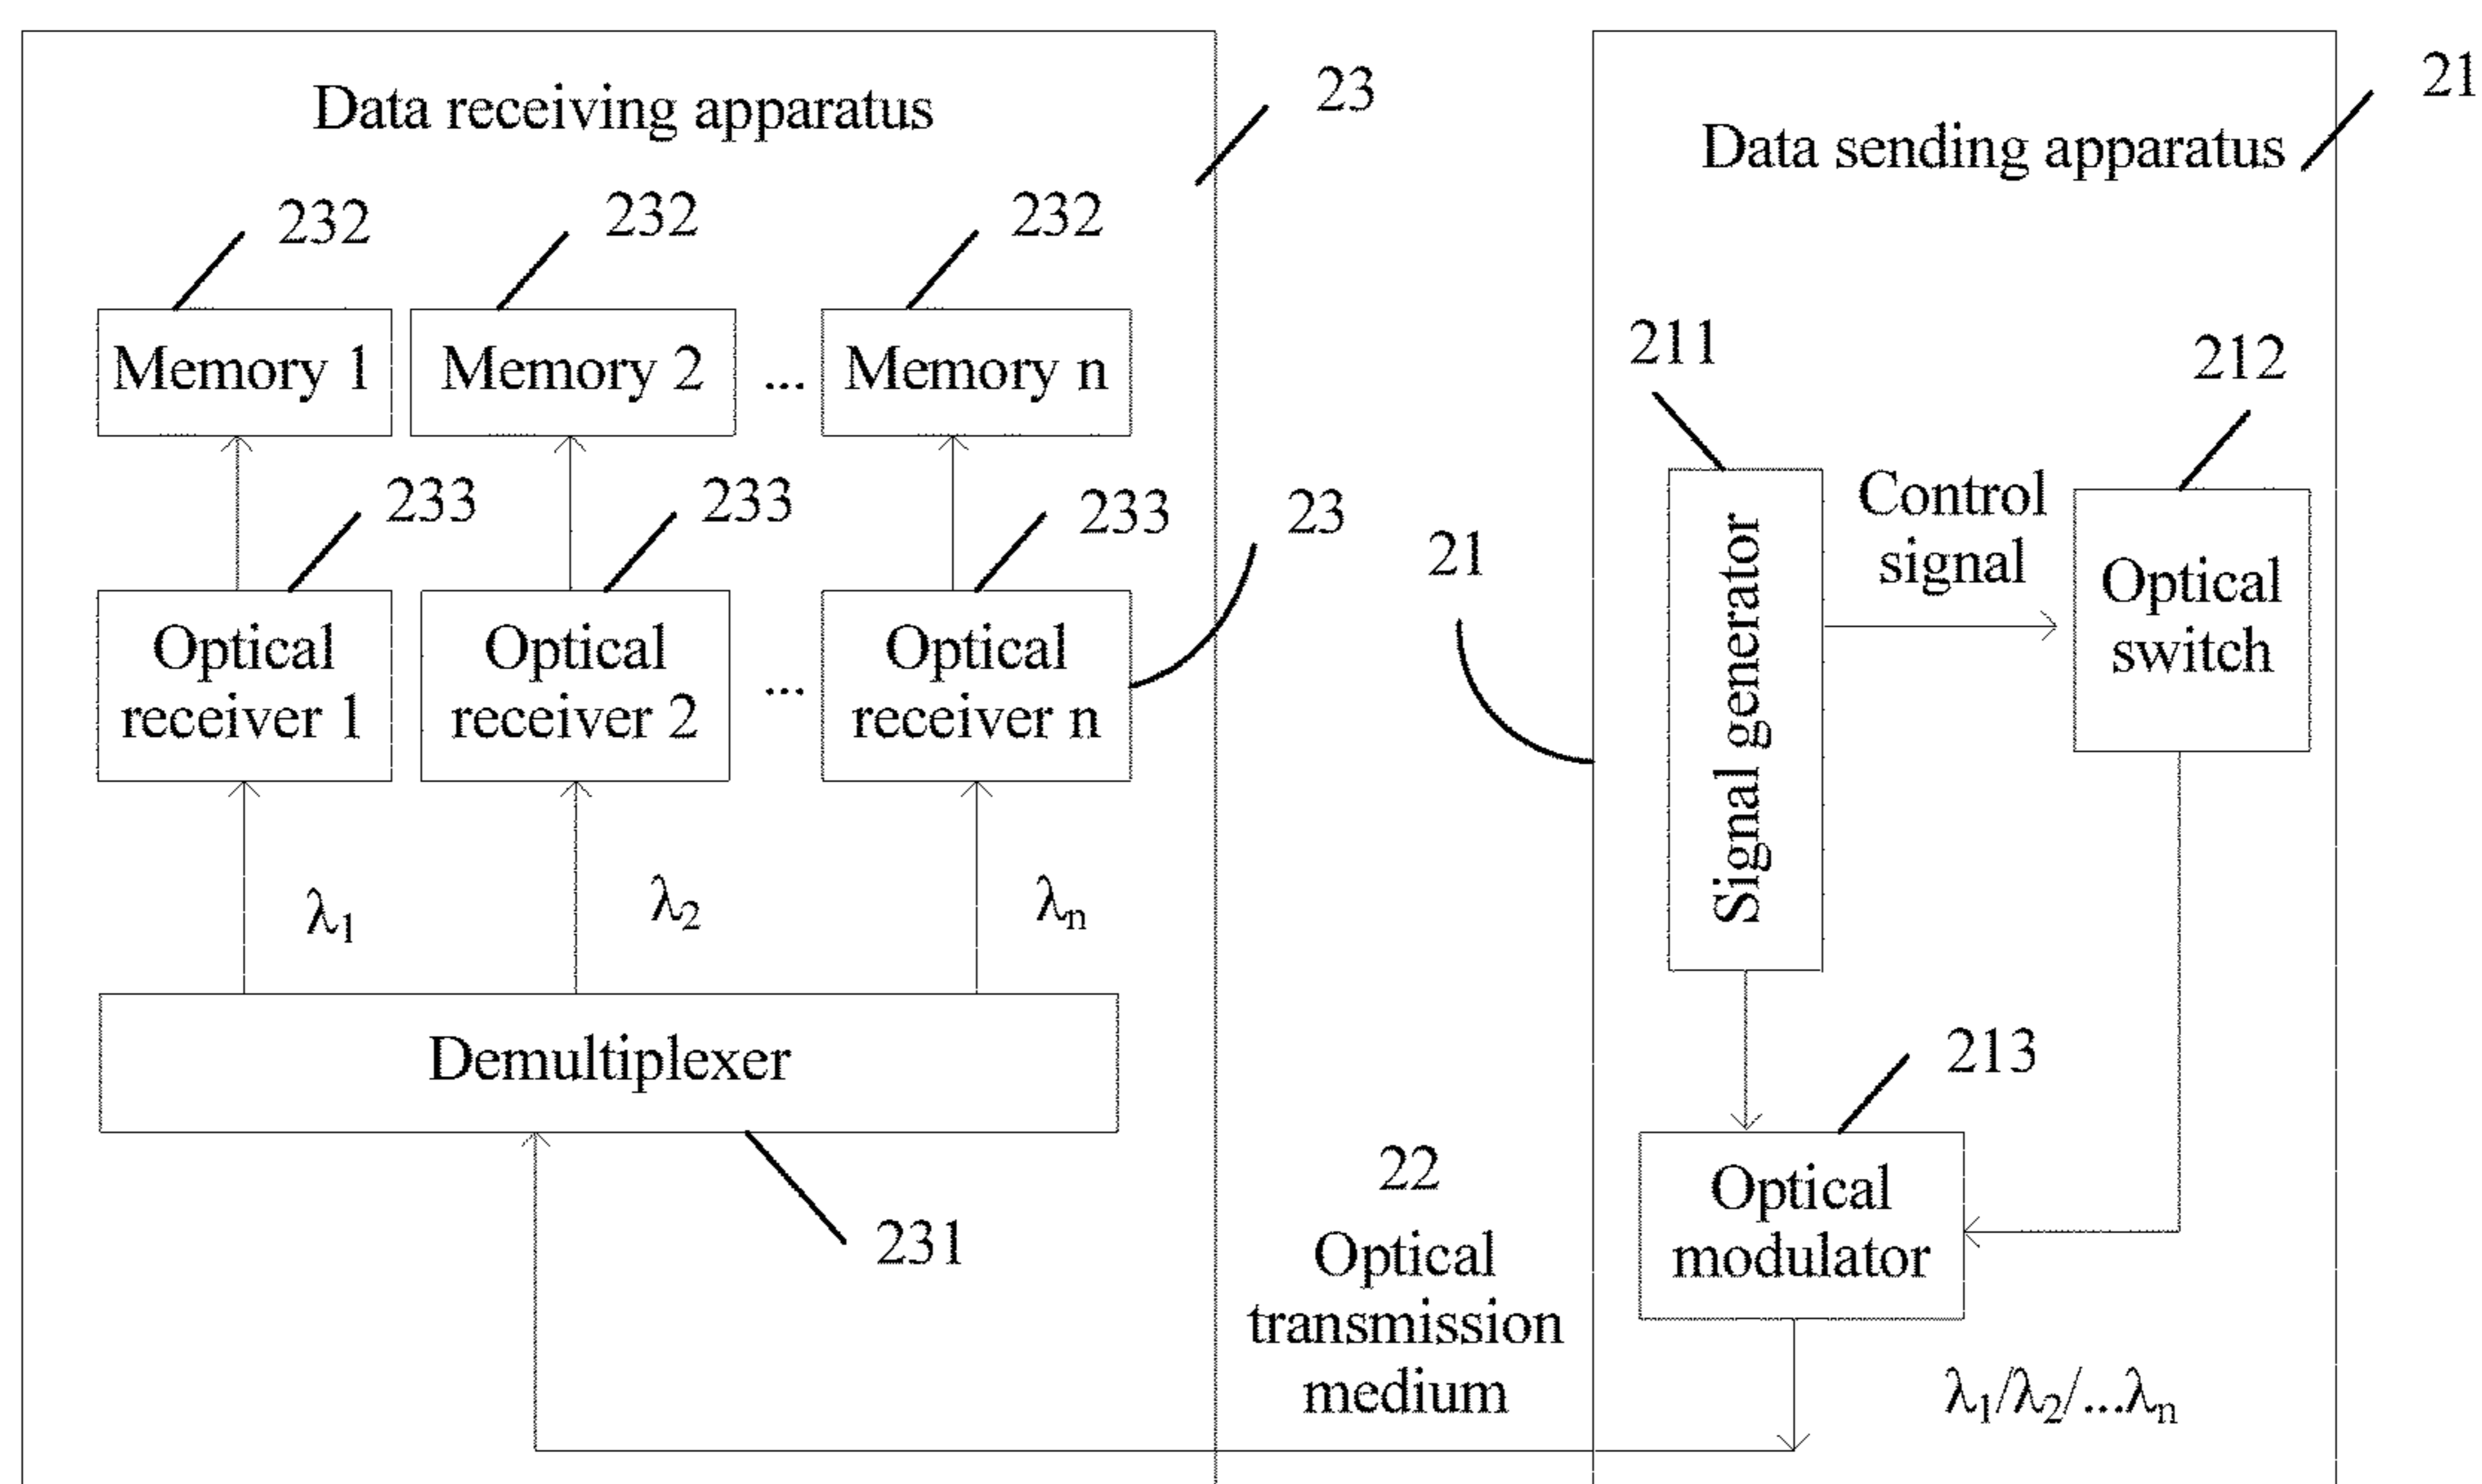 Data receiving apparatus
23
232
232
232
Memory 1
Memory 2
...
Memory n
233
233
233
23
Optical
receiver 1
Optical
receiver 2
...
Optical
receiver n
λ1
λ2
λn
Demultiplexer
231
22
Optical
transmission
medium
21
Data sending apparatus
21
211
212
Signal generator
Control
signal
Optical
switch
213
Optical
modulator
λ1/λ2/...λn